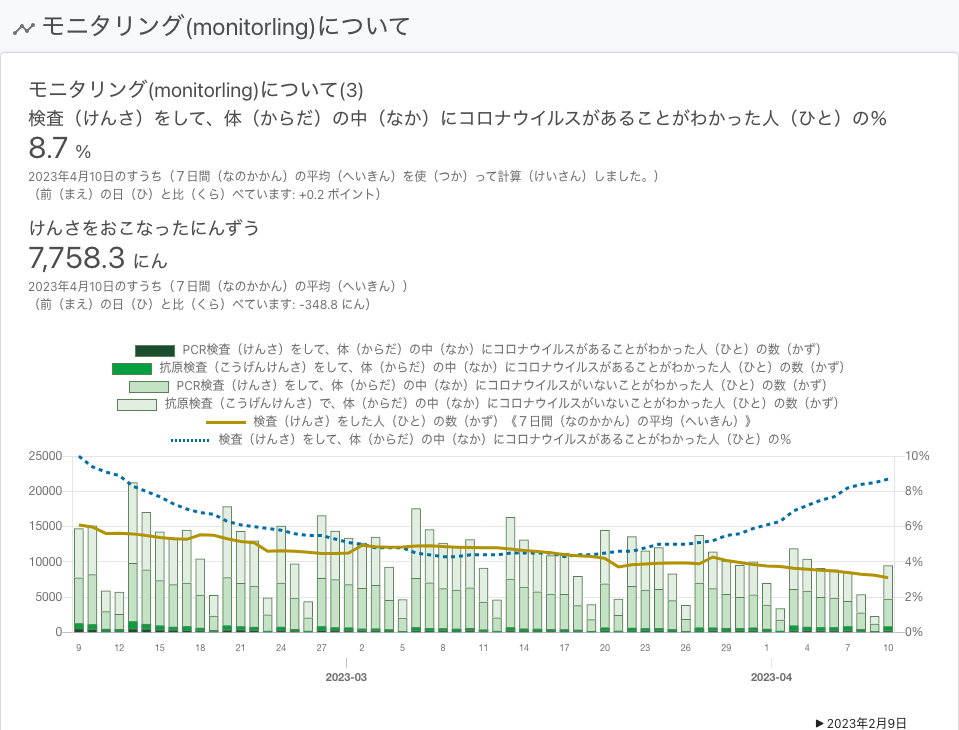 モニタリング(monitorling)について
モニタリング(monitorling)について(3)
検査（けんさ）をして、体（からだ）の中（なか）にコロナウイルスがあることがわかった人（ひと）の％
8.7 %
2023年4月10日のすうち（７日間（なのかかん）の平均（へいきん）を使（つか）って計算（けいさん）しました。）
（前（まえ）の日（ひ）と比（くら）べています: +0.2 ポイント）
けんさをおこなったにんずう
7,758.3 にん
2023年4月10日のすうち（７日間（なのかかん）の平均（へいきん））
（前（まえ）の日（ひ）と比（くら）べています: -348.8 にん）
PCR検査（けんさ）をして、体（からだ）の中（なか）にコロナウイルスがあることがわかった人（ひと）の数（かず）
抗原検査（こうげんけんさ）をして、体（からだ）の中（なか）にコロナウイルスがあることがわかった人（ひと）の数（かず）
PCR検査（けんさ）をして、体（からだ）の中（なか）にコロナウイルスがいないことがわかった人（ひと）の数（かず）
抗原検査（こうげんけんさ）で、体（からだ）の中（なか）にコロナウイルスがいないことがわかった人（ひと）の数（かず）
検査（けんさ）をした人（ひと）の数（かず）《７日間（なのかかん）の平均（へいきん）》
検査（けんさ）をして、体（からだ）の中（なか）にコロナウイルスがあることがわかった人（ひと）の％
25000 10%
20000 8%
15000 6%
10000 4%
5000 2%
0 0%
9 12 15 18 21 24 27 2 5 8 11 14 17 20 23 26 29 1 4 7 10
2023-03 2023-04
▶ 2023年2月9日